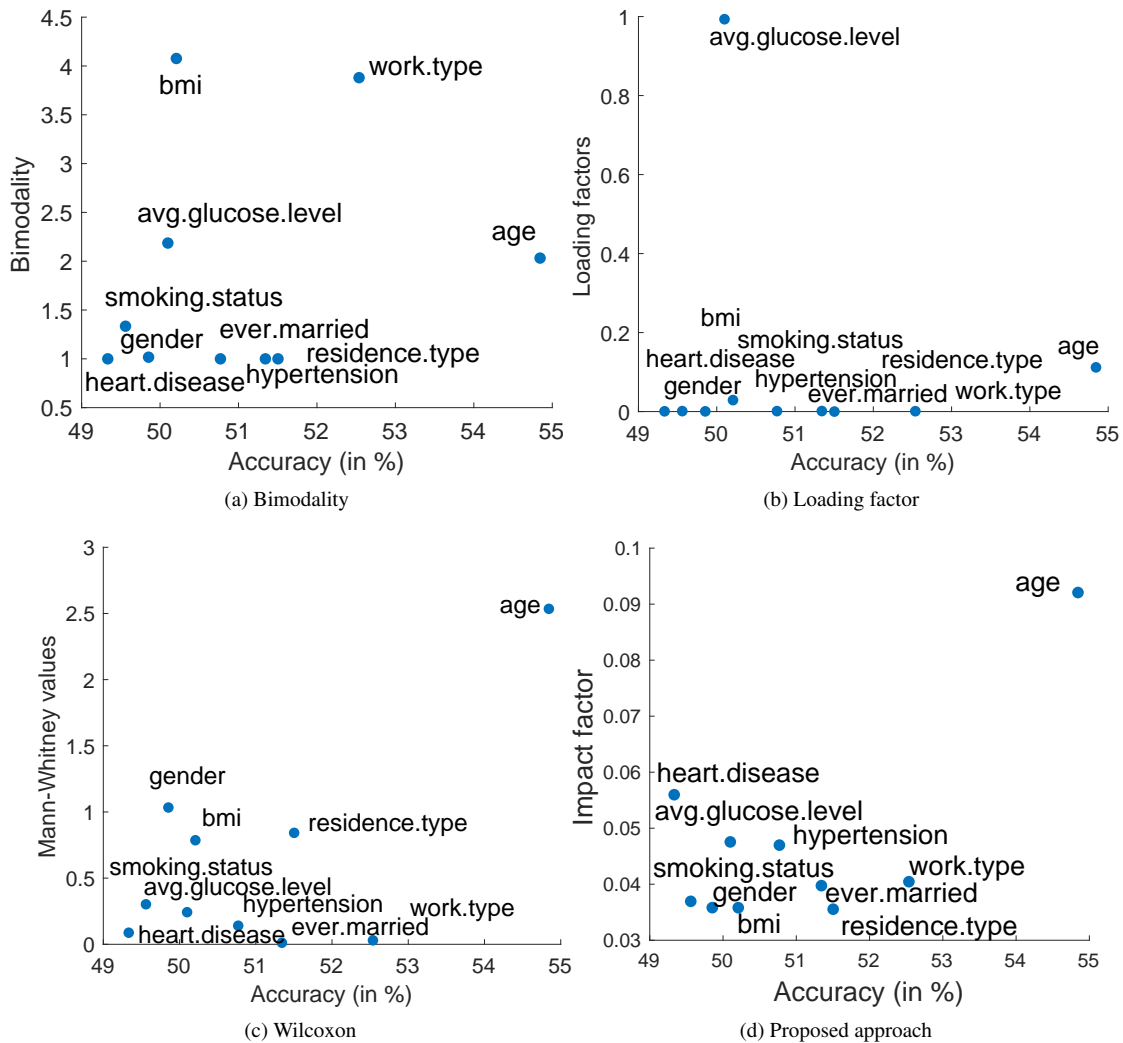 4.5
4
3.5
3
2.5
2
1.5
1
0.5
Bimodality
bmi
work.type
avg.glucose.level
age
smoking.status
gender
ever.married
residence.type
heart.disease
hypertension
49 50 51 52 53 54 55
Accuracy (in %)
(a) Bimodality
1
0.8
0.6
0.4
0.2
0
Loading factors
avg.glucose.level
bmi
smoking.status
heart.disease
residence.type
age
gender
hypertension
ever.married
work.type
49 50 51 52 53 54 55
Accuracy (in %)
(b) Loading factor
3
2.5
2
1.5
1
0.5
0
Mann-Whitney values
age
gender
bmi
residence.type
smoking.status
avg.glucose.level
hypertension
work.type
heart.disease
ever.married
49 50 51 52 53 54 55
Accuracy (in %)
(c) Wilcoxon
0.1
0.09
0.08
0.07
0.06
0.05
0.04
0.03
Impact factor
age
heart.disease
avg.glucose.level
hypertension
smoking.status
work.type
gender
ever.married
bmi
residence.type
49 50 51 52 53 54 55
Accuracy (in %)
(d) Proposed approach